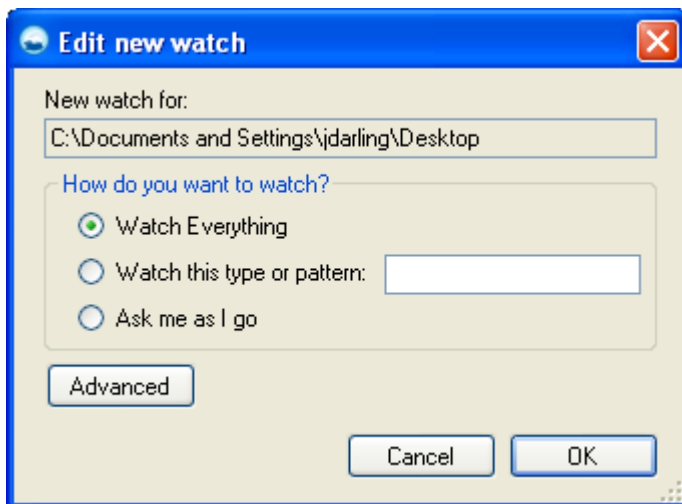 Edit new watch
New watch for:
C:\Documents and Settings\jdarling\Desktop
How do you want to watch?
Watch Everything
Watch this type or pattern:
Ask me as I go
Advanced
Cancel OK